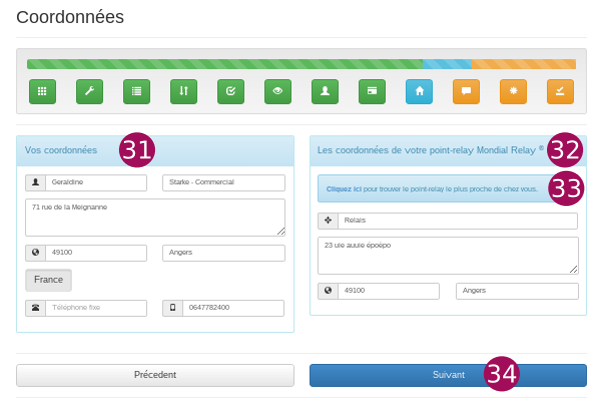 Coordonnées
Vos coordonnées 31
Geraldine
Starke - Commercial
71 rue de la Meignanne
49100
Angers
France
Téléphone fixe
0647782400
Les coordonnées de votre point-relay Mondial Relay ® 32
Cliquez ici pour trouver le point-relay le plus proche de chez vous. 33
Relais
23 uie auuie époépo
49100
Angers
Précedent
Suivant 34